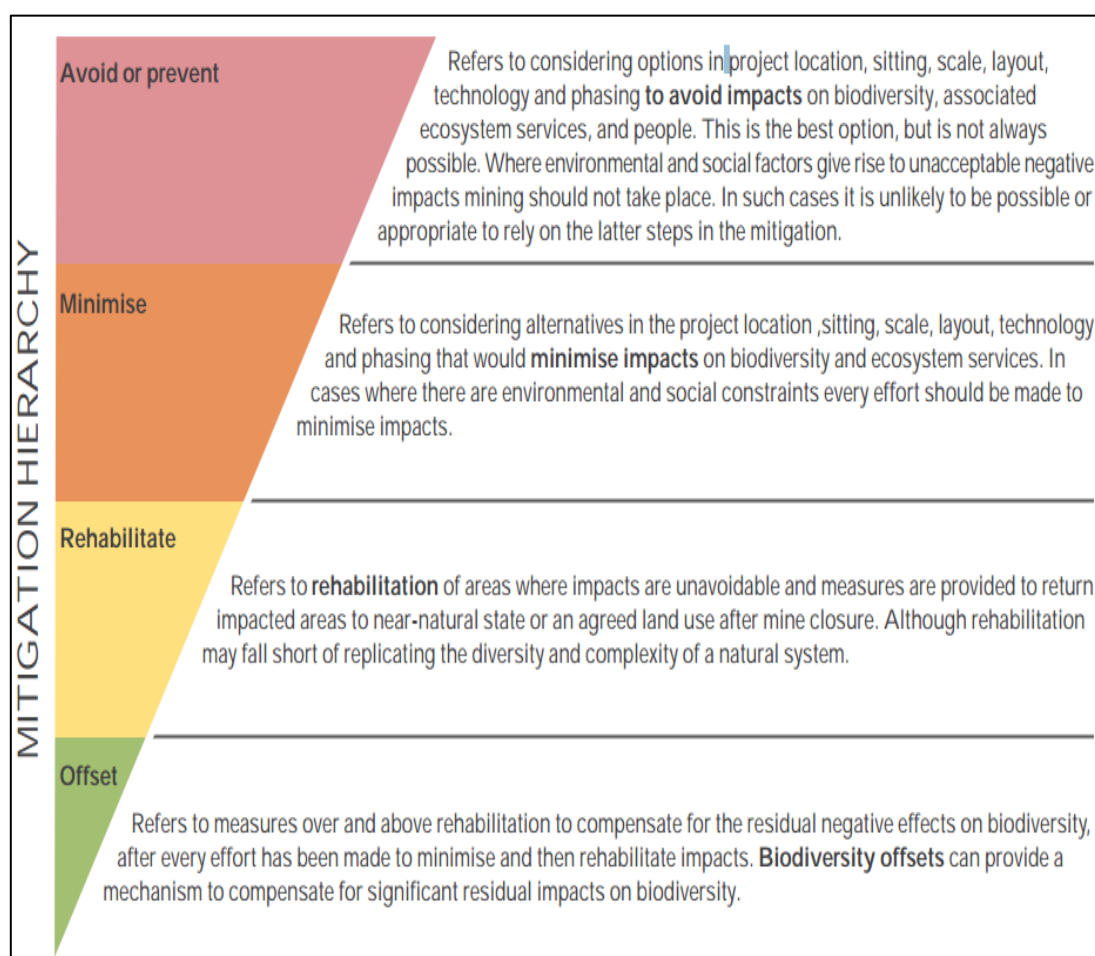 MITIGATION HIERARCHY
Avoid or prevent
Refers to considering options in project location, sitting, scale, layout,
technology and phasing to avoid impacts on biodiversity, associated
ecosystem services, and people. This is the best option, but is not always
possible. Where environmental and social factors give rise to unacceptable negative
impacts mining should not take place. In such cases it is unlikely to be possible or
appropriate to rely on the latter steps in the mitigation.
Minimise
Refers to considering alternatives in the project location ,sitting, scale, layout, technology
and phasing that would minimise impacts on biodiversity and ecosystem services. In
cases where there are environmental and social constraints every effort should be made to
minimise impacts.
Rehabilitate
Refers to rehabilitation of areas where impacts are unavoidable and measures are provided to return
impacted areas to near-natural state or an agreed land use after mine closure. Although rehabilitation
may fall short of replicating the diversity and complexity of a natural system.
Offset
Refers to measures over and above rehabilitation to compensate for the residual negative effects on biodiversity,
after every effort has been made to minimise and then rehabilitate impacts. Biodiversity offsets can provide a
mechanism to compensate for significant residual impacts on biodiversity.